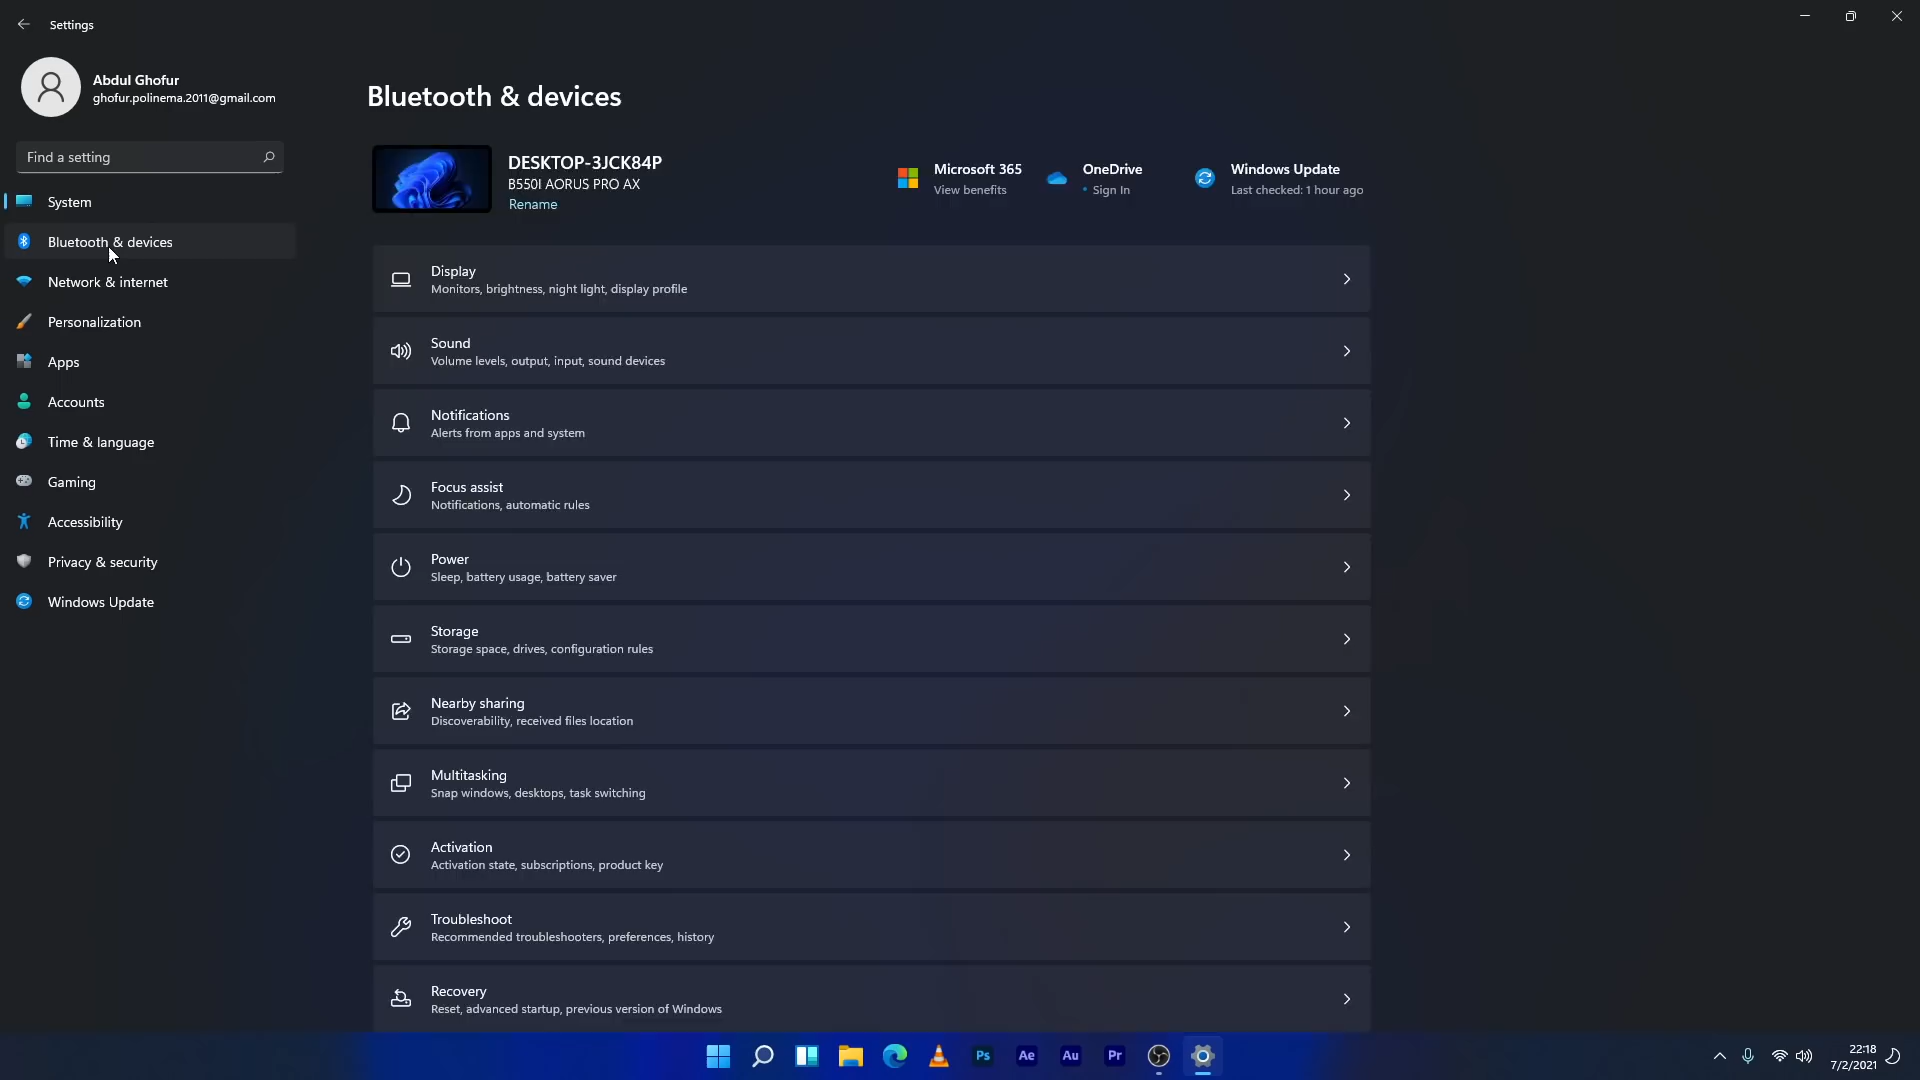 Settings
Abdul Ghofur
ghofur.polinema.2011@gmail.com
Find a setting
System
Bluetooth & devices
Network & internet
Personalization
Apps
Accounts
Time & language
Gaming
Accessibility
Privacy & security
Windows Update
Bluetooth & devices
DESKTOP-3JCK84P
B550I AORUS PRO AX
Rename
Microsoft 365
View benefits
OneDrive
• Sign In
Windows Update
Last checked: 1 hour ago
Display
Monitors, brightness, night light, display profile
Sound
Volume levels, output, input, sound devices
Notifications
Alerts from apps and system
Focus assist
Notifications, automatic rules
Power
Sleep, battery usage, battery saver
Storage
Storage space, drives, configuration rules
Nearby sharing
Discoverability, received files location
Multitasking
Snap windows, desktops, task switching
Activation
Activation state, subscriptions, product key
Troubleshoot
Recommended troubleshooters, preferences, history
Recovery
Reset, advanced startup, previous version of Windows
Ps
Ae
Au
Pr
22:18
7/2/2021